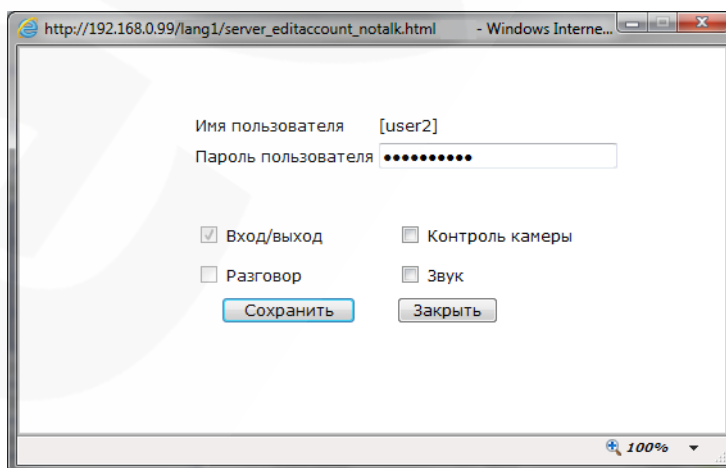 http://192.168.0.99/lang1/server_editaccount_notalk.html - Windows Interne...
Имя пользователя [user2]
Пароль пользователя ●●●●●●●●●●
Вход/выход Контроль камеры
Разговор Звук
Сохранить Закрыть
100%